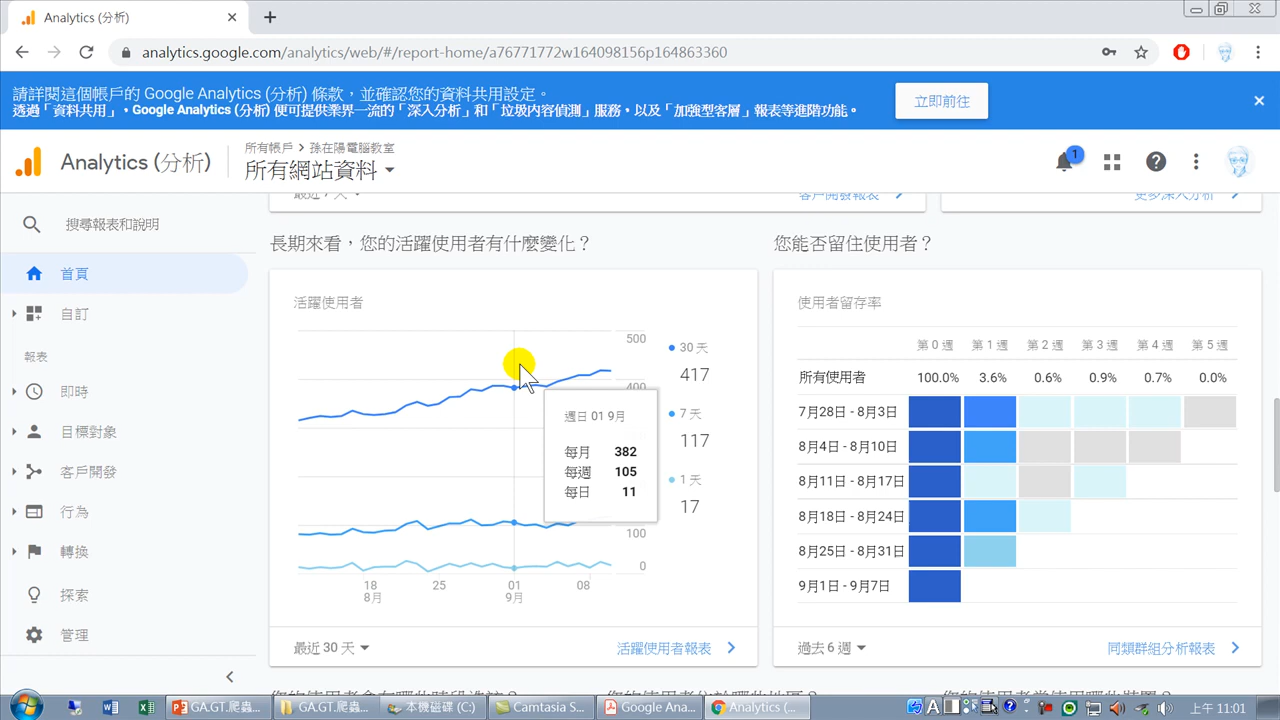 Analytics (分析)
analytics.google.com/analytics/web/#/report-home/a76771772w164098156p164863360
請詳閱這個帳戶的 Google Analytics (分析) 條款，並確認您的資料共用設定。
透過「資料共用」，Google Analytics (分析) 便可提供業界一流的「深入分析」和「垃圾內容偵測」服務，以及「加強型客層」報表等進階功能。
立即前往
Analytics (分析)
所有帳戶 > 孫在陽電腦教室
所有網站資料
1
搜尋報表和說明
首頁
自訂
報表
即時
目標對象
客戶開發
行為
轉換
探索
管理
最近 7 天
客戶開發報表
更多深入分析
長期來看，您的活躍使用者有什麼變化？
活躍使用者
500
400
100
0
18
8月
25
01
9月
08
30 天
417
7 天
117
1 天
17
週日 01 9月
每月 382
每週 105
每日 11
最近 30 天
活躍使用者報表
您能否留住使用者？
使用者留存率
第 0 週 第 1 週 第 2 週 第 3 週 第 4 週 第 5 週
所有使用者 100.0% 3.6% 0.6% 0.9% 0.7% 0.0%
7月28日 - 8月3日
8月4日 - 8月10日
8月11日 - 8月17日
8月18日 - 8月24日
8月25日 - 8月31日
9月1日 - 9月7日
過去 6 週
同類群組分析報表
GA.GT.爬蟲...
GA.GT.爬蟲...
本機磁碟 (C:)
Camtasia S...
Google Ana...
Analytics (...
上午 11:01